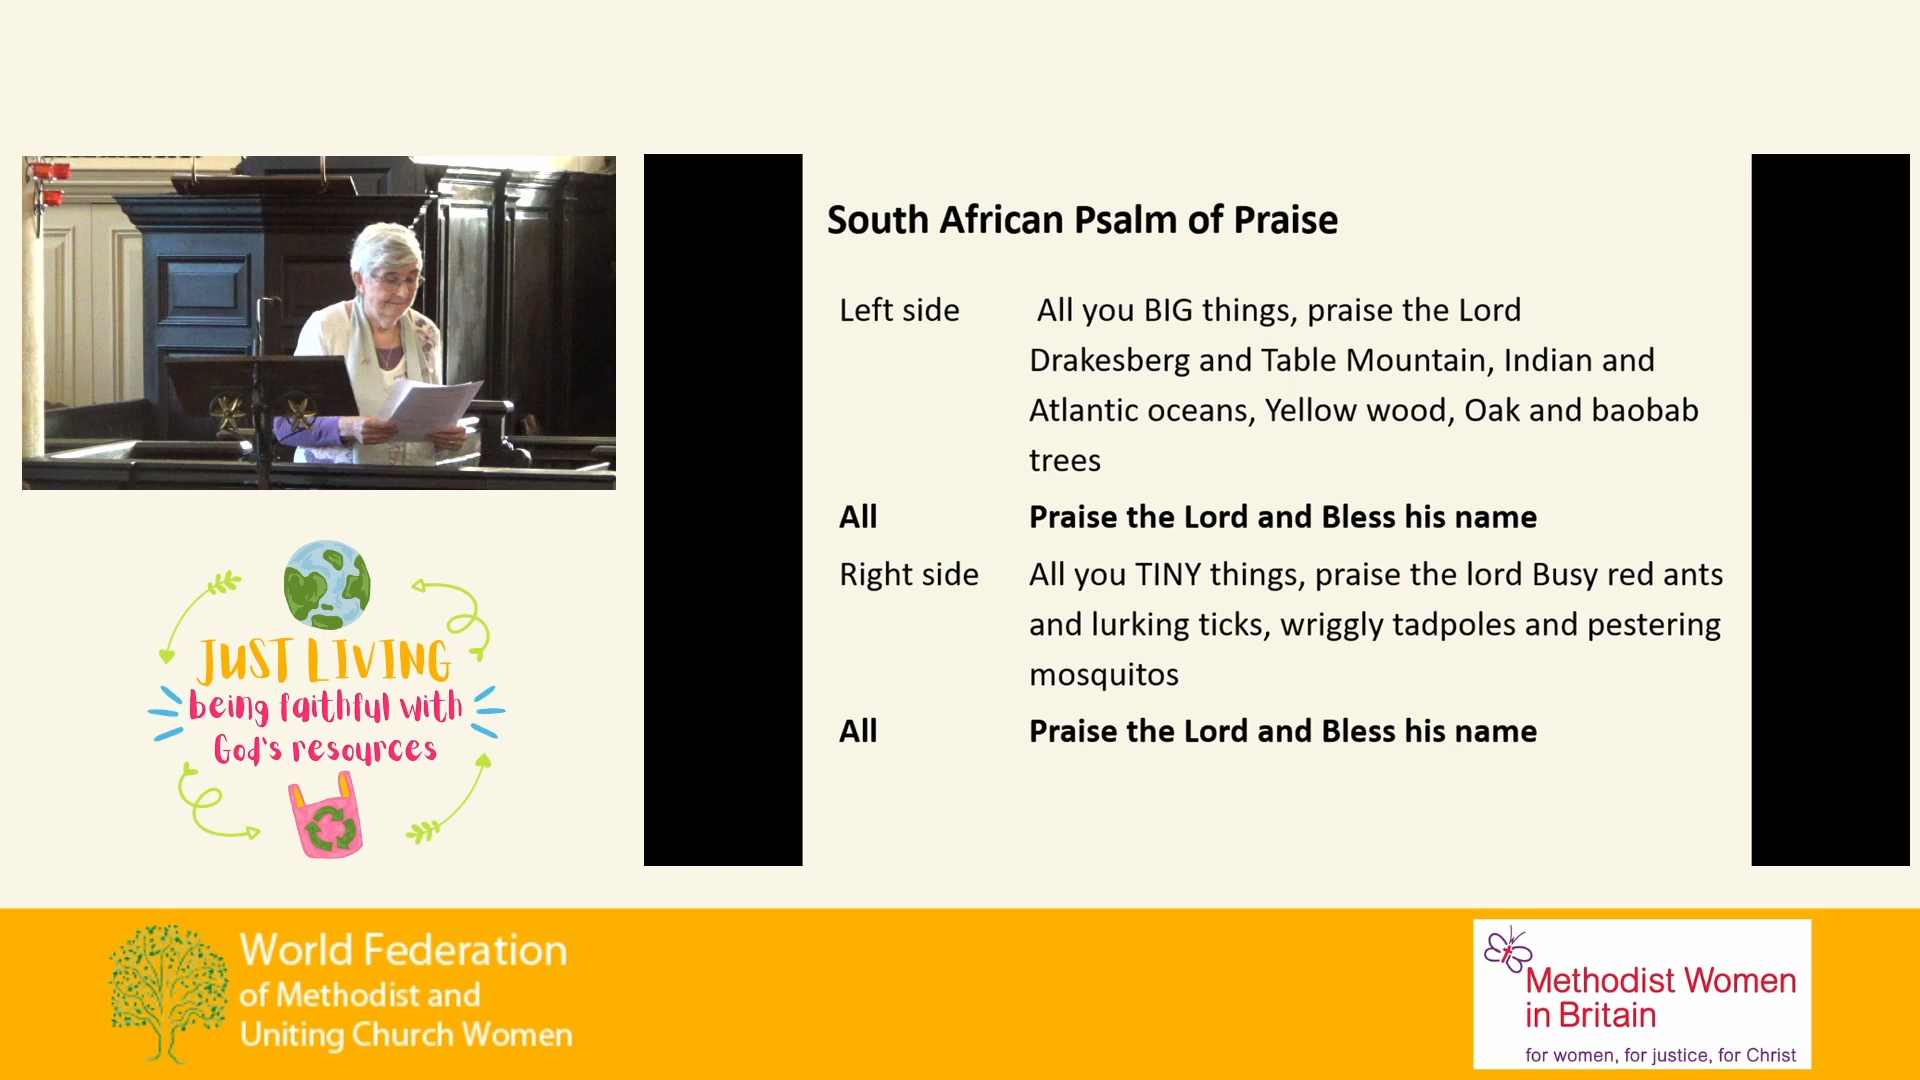 South African Psalm of Praise
Left side All you BIG things, praise the Lord
Drakesberg and Table Mountain, Indian and
Atlantic oceans, Yellow wood, Oak and baobab
trees
All Praise the Lord and Bless his name
Right side All you TINY things, praise the lord Busy red ants
and lurking ticks, wriggly tadpoles and pestering
mosquitos
All Praise the Lord and Bless his name
JUST LIVING
being faithful with
God's resources
World Federation
of Methodist and
Uniting Church Women
Methodist Women
in Britain
for women, for justice, for Christ